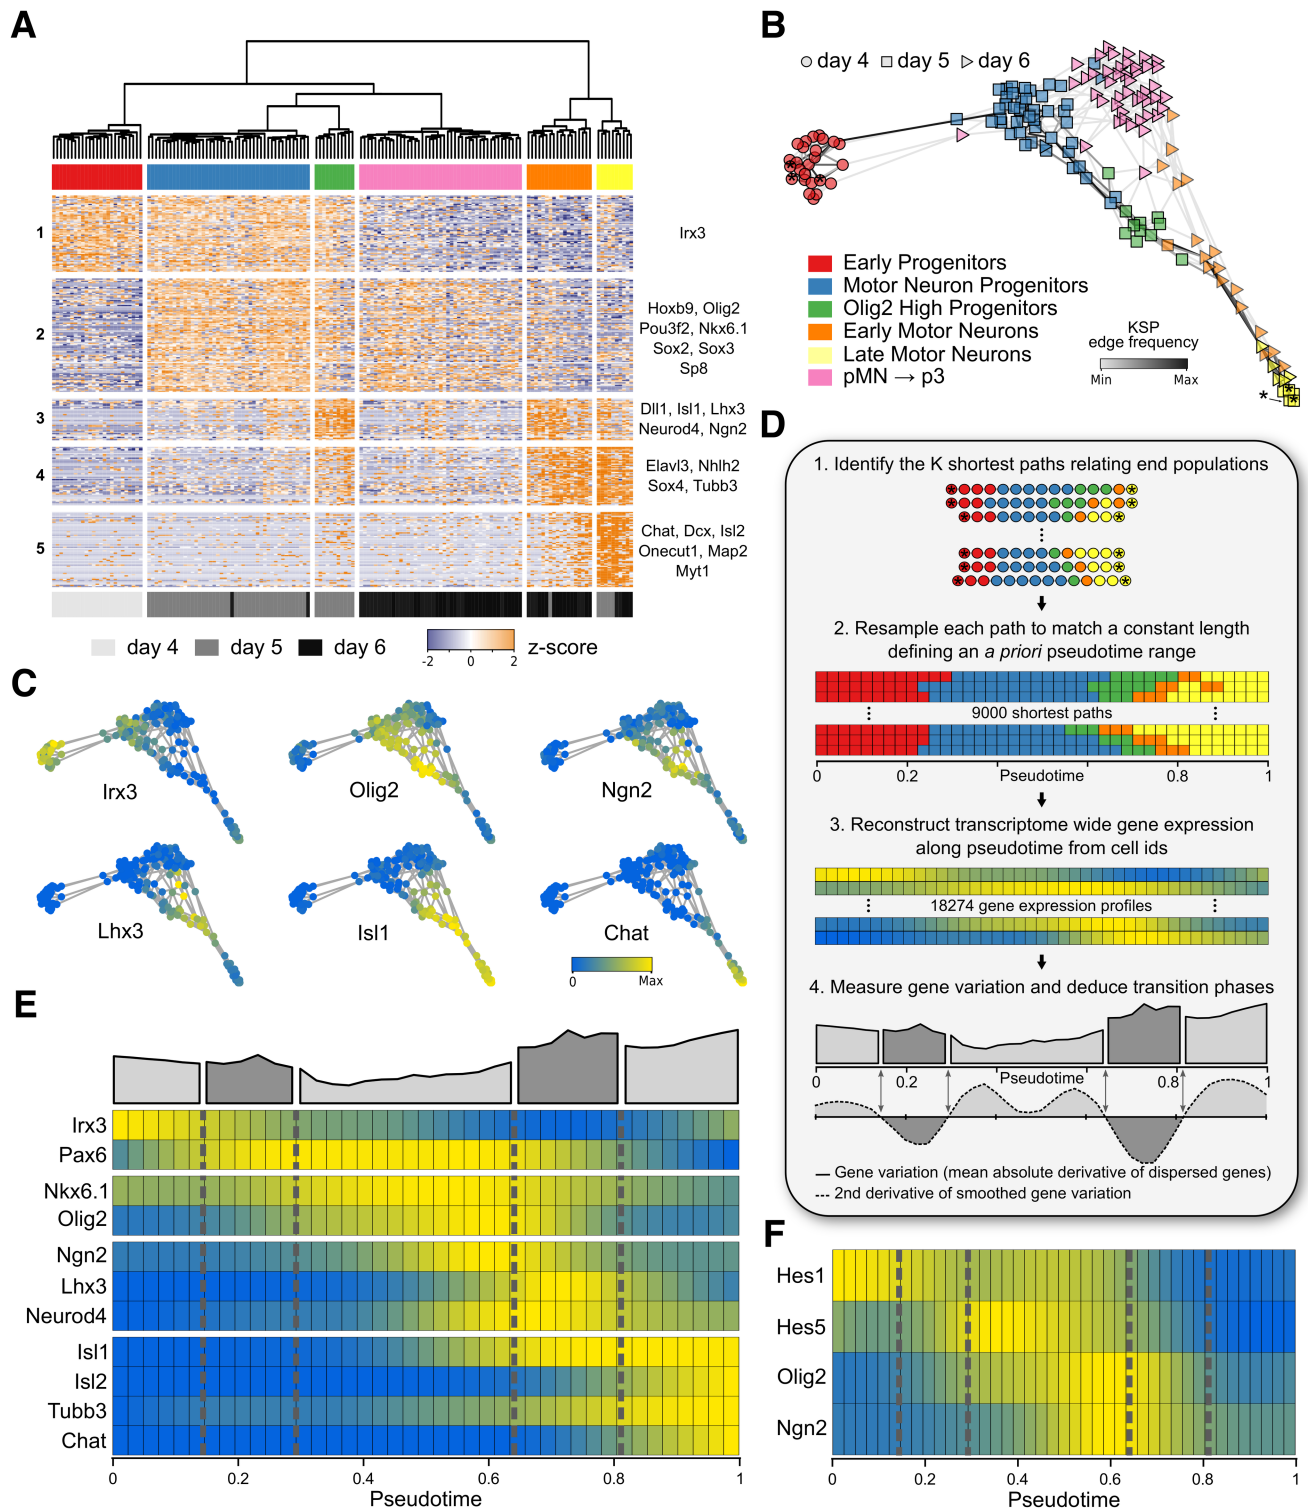 A
1
2
3
4
5
Irx3
Hoxb9, Olig2
Pou3f2, Nkx6.1
Sox2, Sox3
Sp8
Dll1, Isl1, Lhx3
Neurod4, Ngn2
Elavl3, Nhlh2
Sox4, Tubb3
Chat, Dcx, Isl2
Onecut1, Map2
Myt1
day 4 day 5 day 6
-2 0 2
z-score
B
day 4 day 5 day 6
Early Progenitors
Motor Neuron Progenitors
Olig2 High Progenitors
Early Motor Neurons
Late Motor Neurons
pMN → p3
KSP
edge frequency
Min Max
*
C
Irx3
Olig2
Ngn2
Lhx3
Isl1
Chat
0 Max
D
1. Identify the K shortest paths relating end populations
2. Resample each path to match a constant length
defining an a priori pseudotime range
9000 shortest paths
0 0.2 Pseudotime 0.8 1
3. Reconstruct transcriptome wide gene expression
along pseudotime from cell ids
18274 gene expression profiles
4. Measure gene variation and deduce transition phases
0 0.2 Pseudotime 0.8 1
Gene variation (mean absolute derivative of dispersed genes)
2nd derivative of smoothed gene variation
E
Irx3
Pax6
Nkx6.1
Olig2
Ngn2
Lhx3
Neurod4
Isl1
Isl2
Tubb3
Chat
0 0.2 0.4 0.6 0.8 1
Pseudotime
F
Hes1
Hes5
Olig2
Ngn2
0 0.2 0.4 0.6 0.8 1
Pseudotime